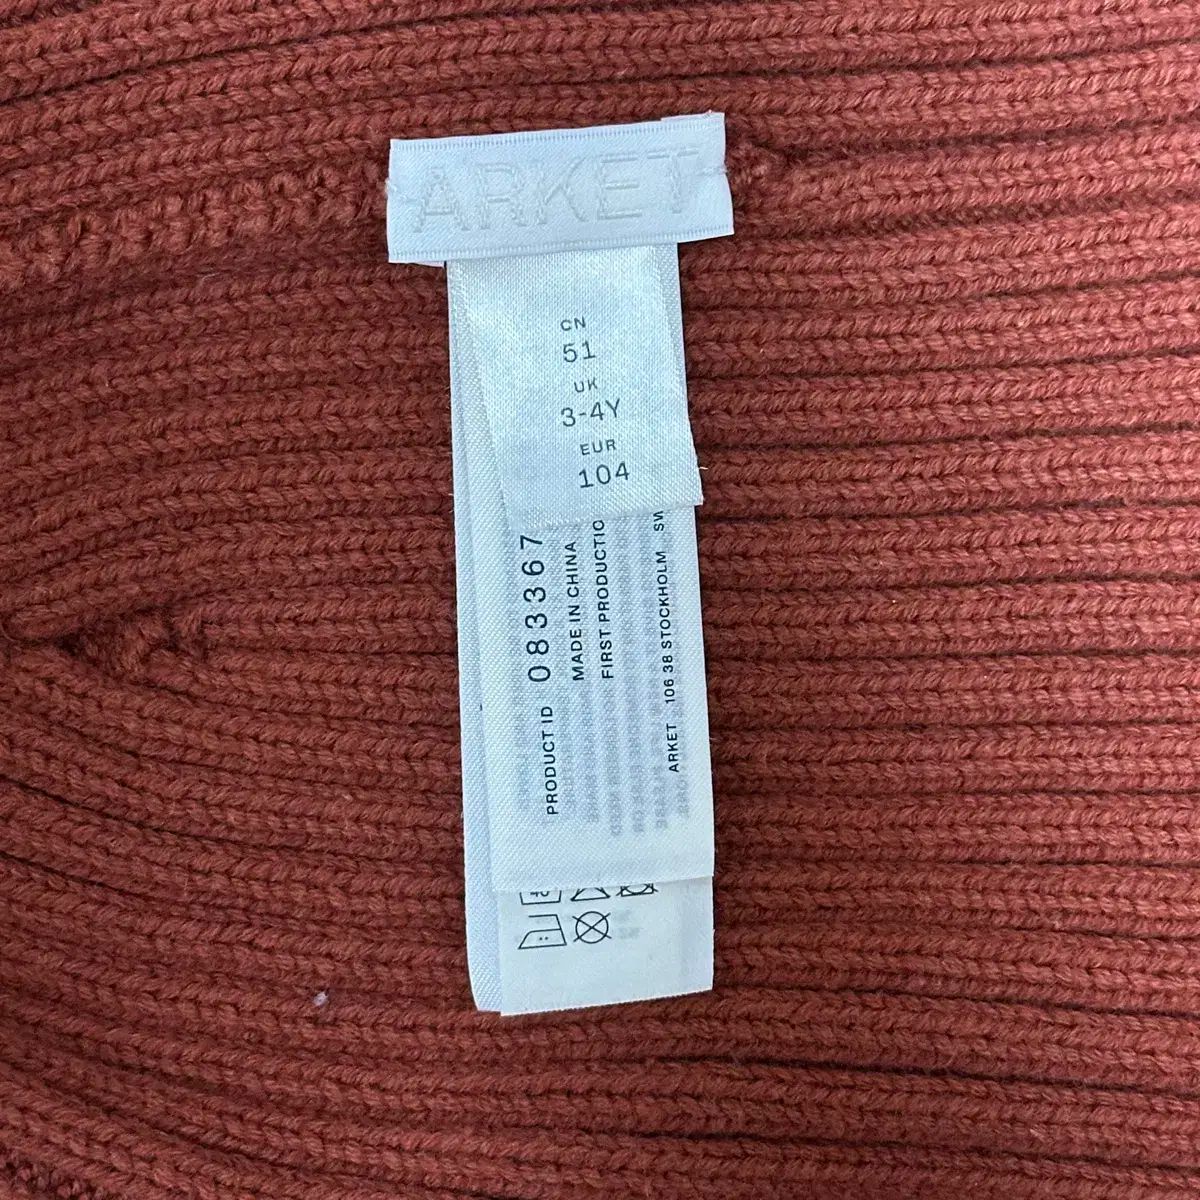 ARKET
CN
51
UK
3-4Y
EUR
104
PRODUCT ID 083367
MADE IN CHINA
FIRST PRODUCTIO
ARKET 106 38 STOCKHOLM SW